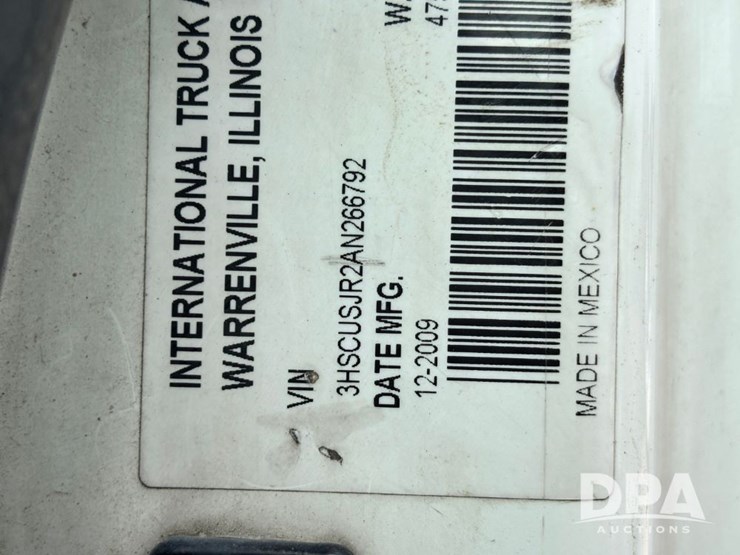 INTERNATIONAL TRUCK
WARRENVILLE, ILLINOIS
VIN
3HSCUSJR2AN266792
DATE MFG.
12-2009
MADE IN MEXICO
DPA
AUCTIONS